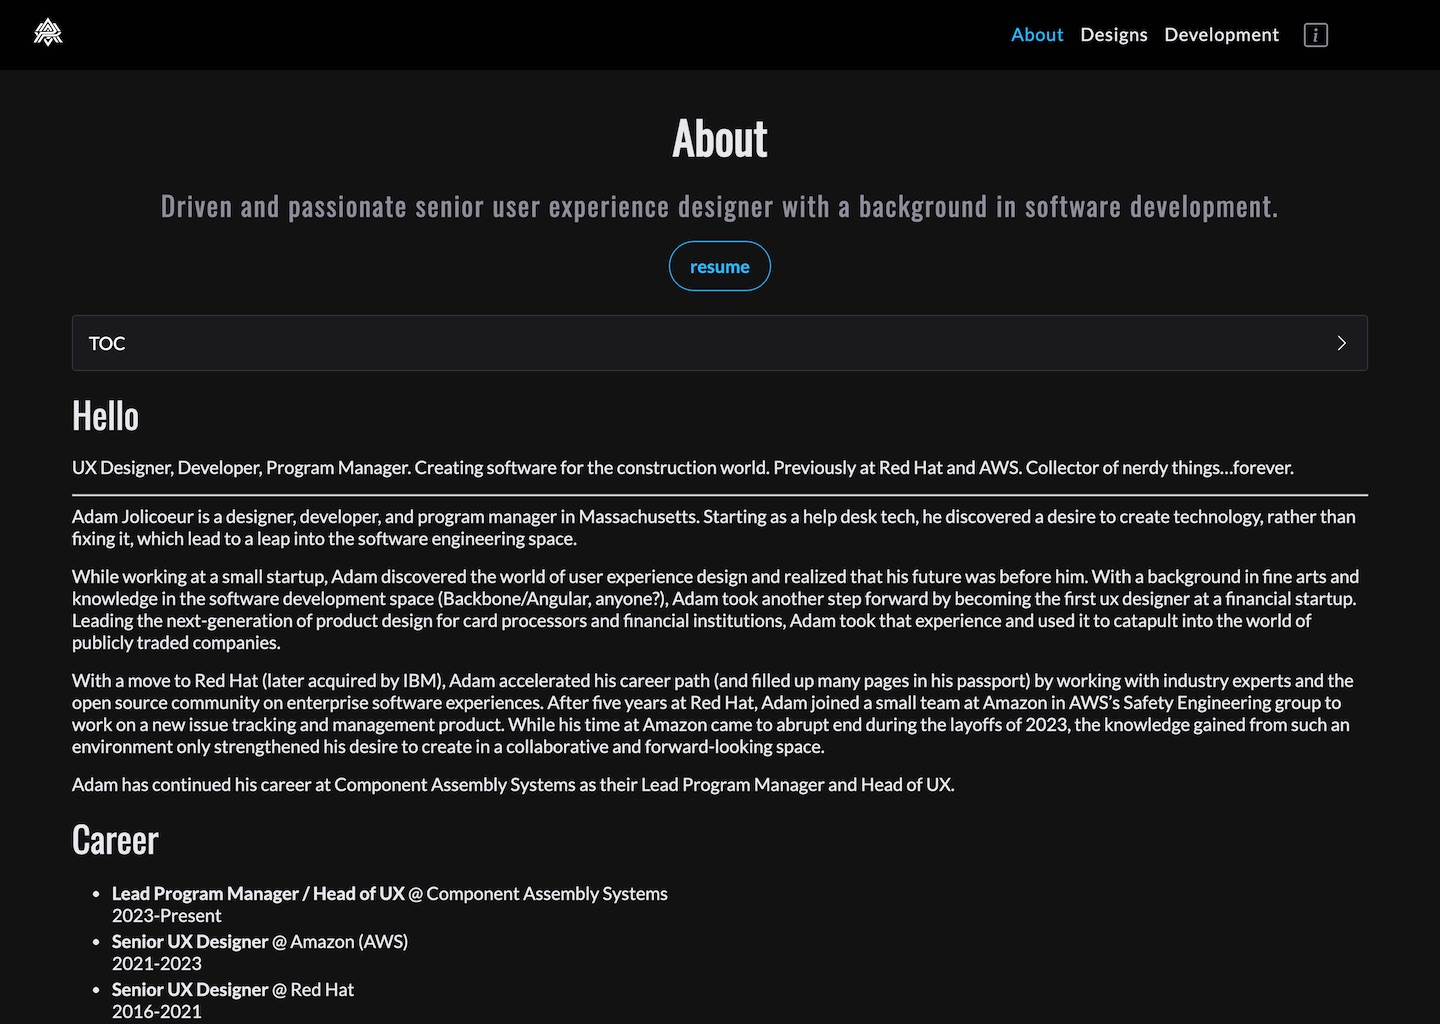 About Designs Development i
About
Driven and passionate senior user experience designer with a background in software development.
resume
TOC
Hello
UX Designer, Developer, Program Manager. Creating software for the construction world. Previously at Red Hat and AWS. Collector of nerdy things...forever.
Adam Jolicoeur is a designer, developer, and program manager in Massachusetts. Starting as a help desk tech, he discovered a desire to create technology, rather than
fixing it, which lead to a leap into the software engineering space.
While working at a small startup, Adam discovered the world of user experience design and realized that his future was before him. With a background in fine arts and
knowledge in the software development space (Backbone/Angular, anyone?), Adam took another step forward by becoming the first ux designer at a financial startup.
Leading the next-generation of product design for card processors and financial institutions, Adam took that experience and used it to catapult into the world of
publicly traded companies.
With a move to Red Hat (later acquired by IBM), Adam accelerated his career path (and filled up many pages in his passport) by working with industry experts and the
open source community on enterprise software experiences. After five years at Red Hat, Adam joined a small team at Amazon in AWS's Safety Engineering group to
work on a new issue tracking and management product. While his time at Amazon came to abrupt end during the layoffs of 2023, the knowledge gained from such an
environment only strengthened his desire to create in a collaborative and forward-looking space.
Adam has continued his career at Component Assembly Systems as their Lead Program Manager and Head of UX.
Career
• Lead Program Manager / Head of UX @ Component Assembly Systems
2023-Present
• Senior UX Designer @ Amazon (AWS)
2021-2023
• Senior UX Designer @ Red Hat
2016-2021